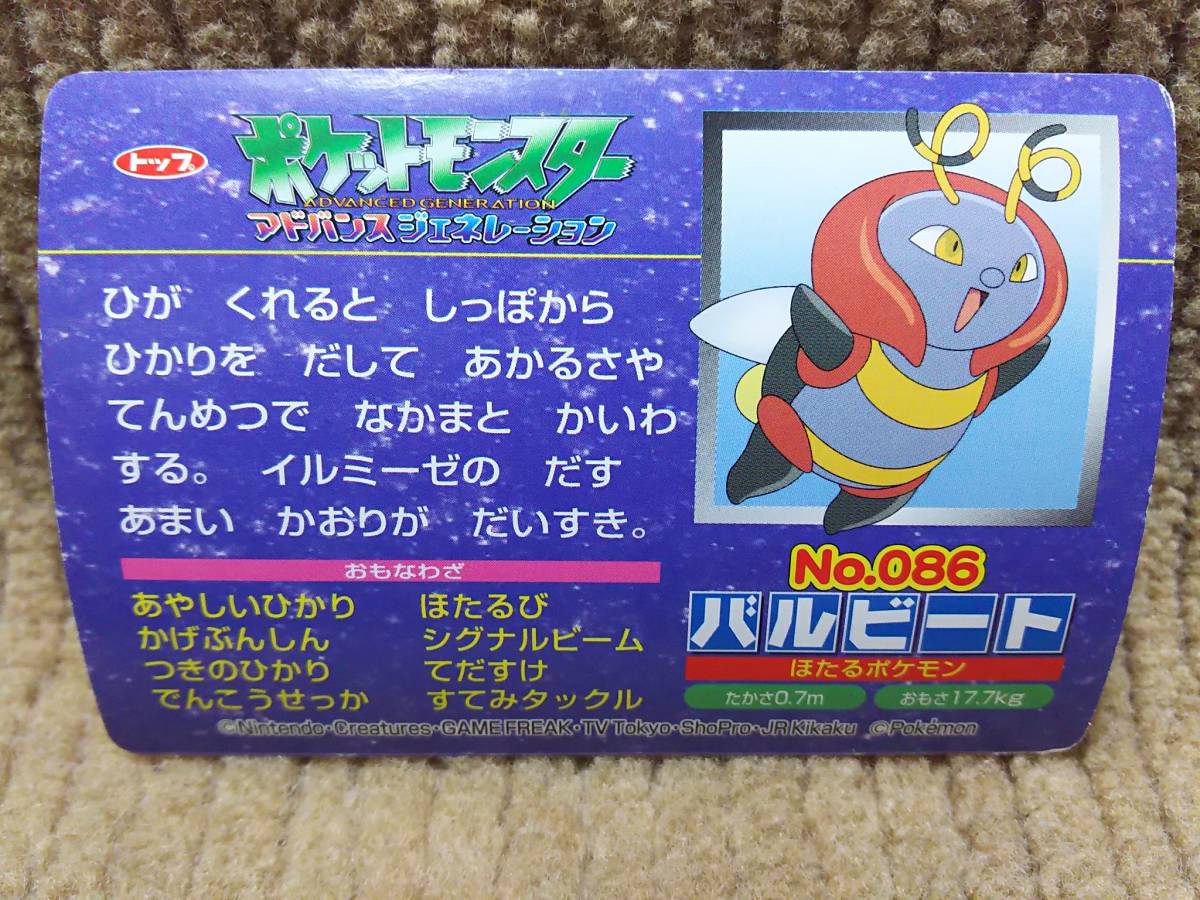 トップ
ポケットモンスター
ADVANCED GENERATION
アドバンスジェネレーション
ひが　くれると　しっぽから
ひかりを　だして　あかるさや
てんめつで　なかまと　かいわ
する。　イルミーゼの　だす
あまい　かおりが　だいすき。
おもなわざ
あやしいひかり　ほたるび
かげぶんしん　シグナルビーム
つきのひかり　てだすけ
でんこうせっか　すてみタックル
No.086
バルビート
ほたるポケモン
たかさ0.7m　おもさ17.7kg
©Nintendo・Creatures・GAME FREAK・TV Tokyo・ShoPro・JR Kikaku　©Pokémon